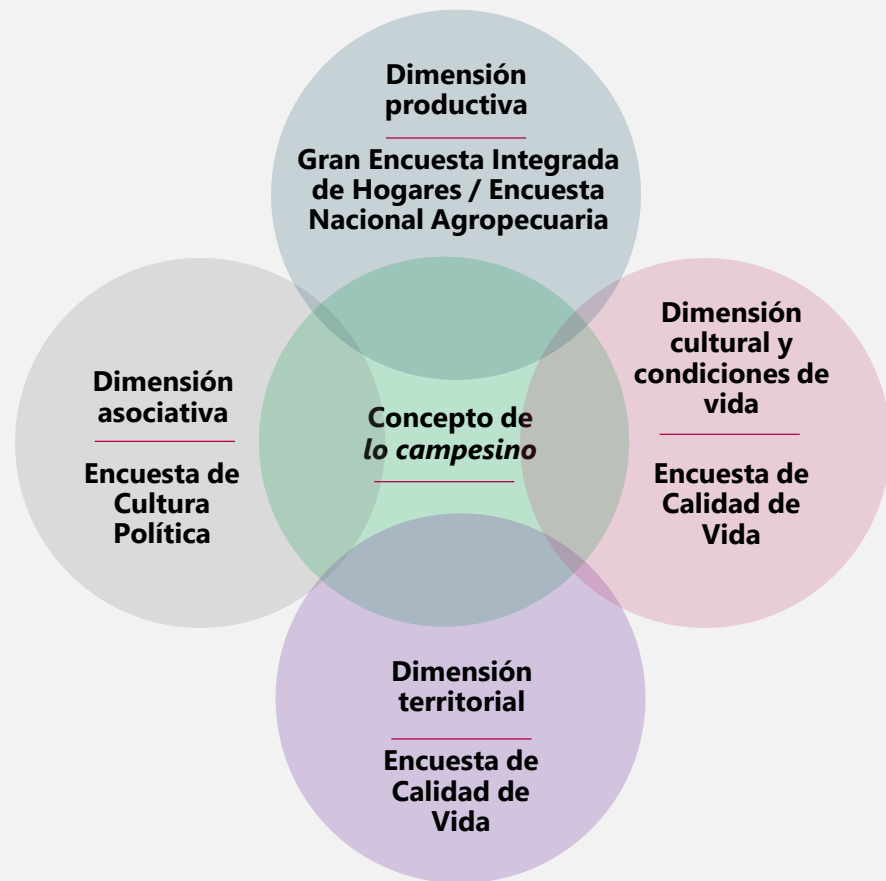 Dimensión
productiva
Gran Encuesta Integrada
de Hogares / Encuesta
Nacional Agropecuaria
Dimensión
asociativa
Encuesta de
Cultura
Política
Concepto de
lo campesino
Dimensión
cultural y
condiciones de
vida
Encuesta de
Calidad de
Vida
Dimensión
territorial
Encuesta de
Calidad de
Vida